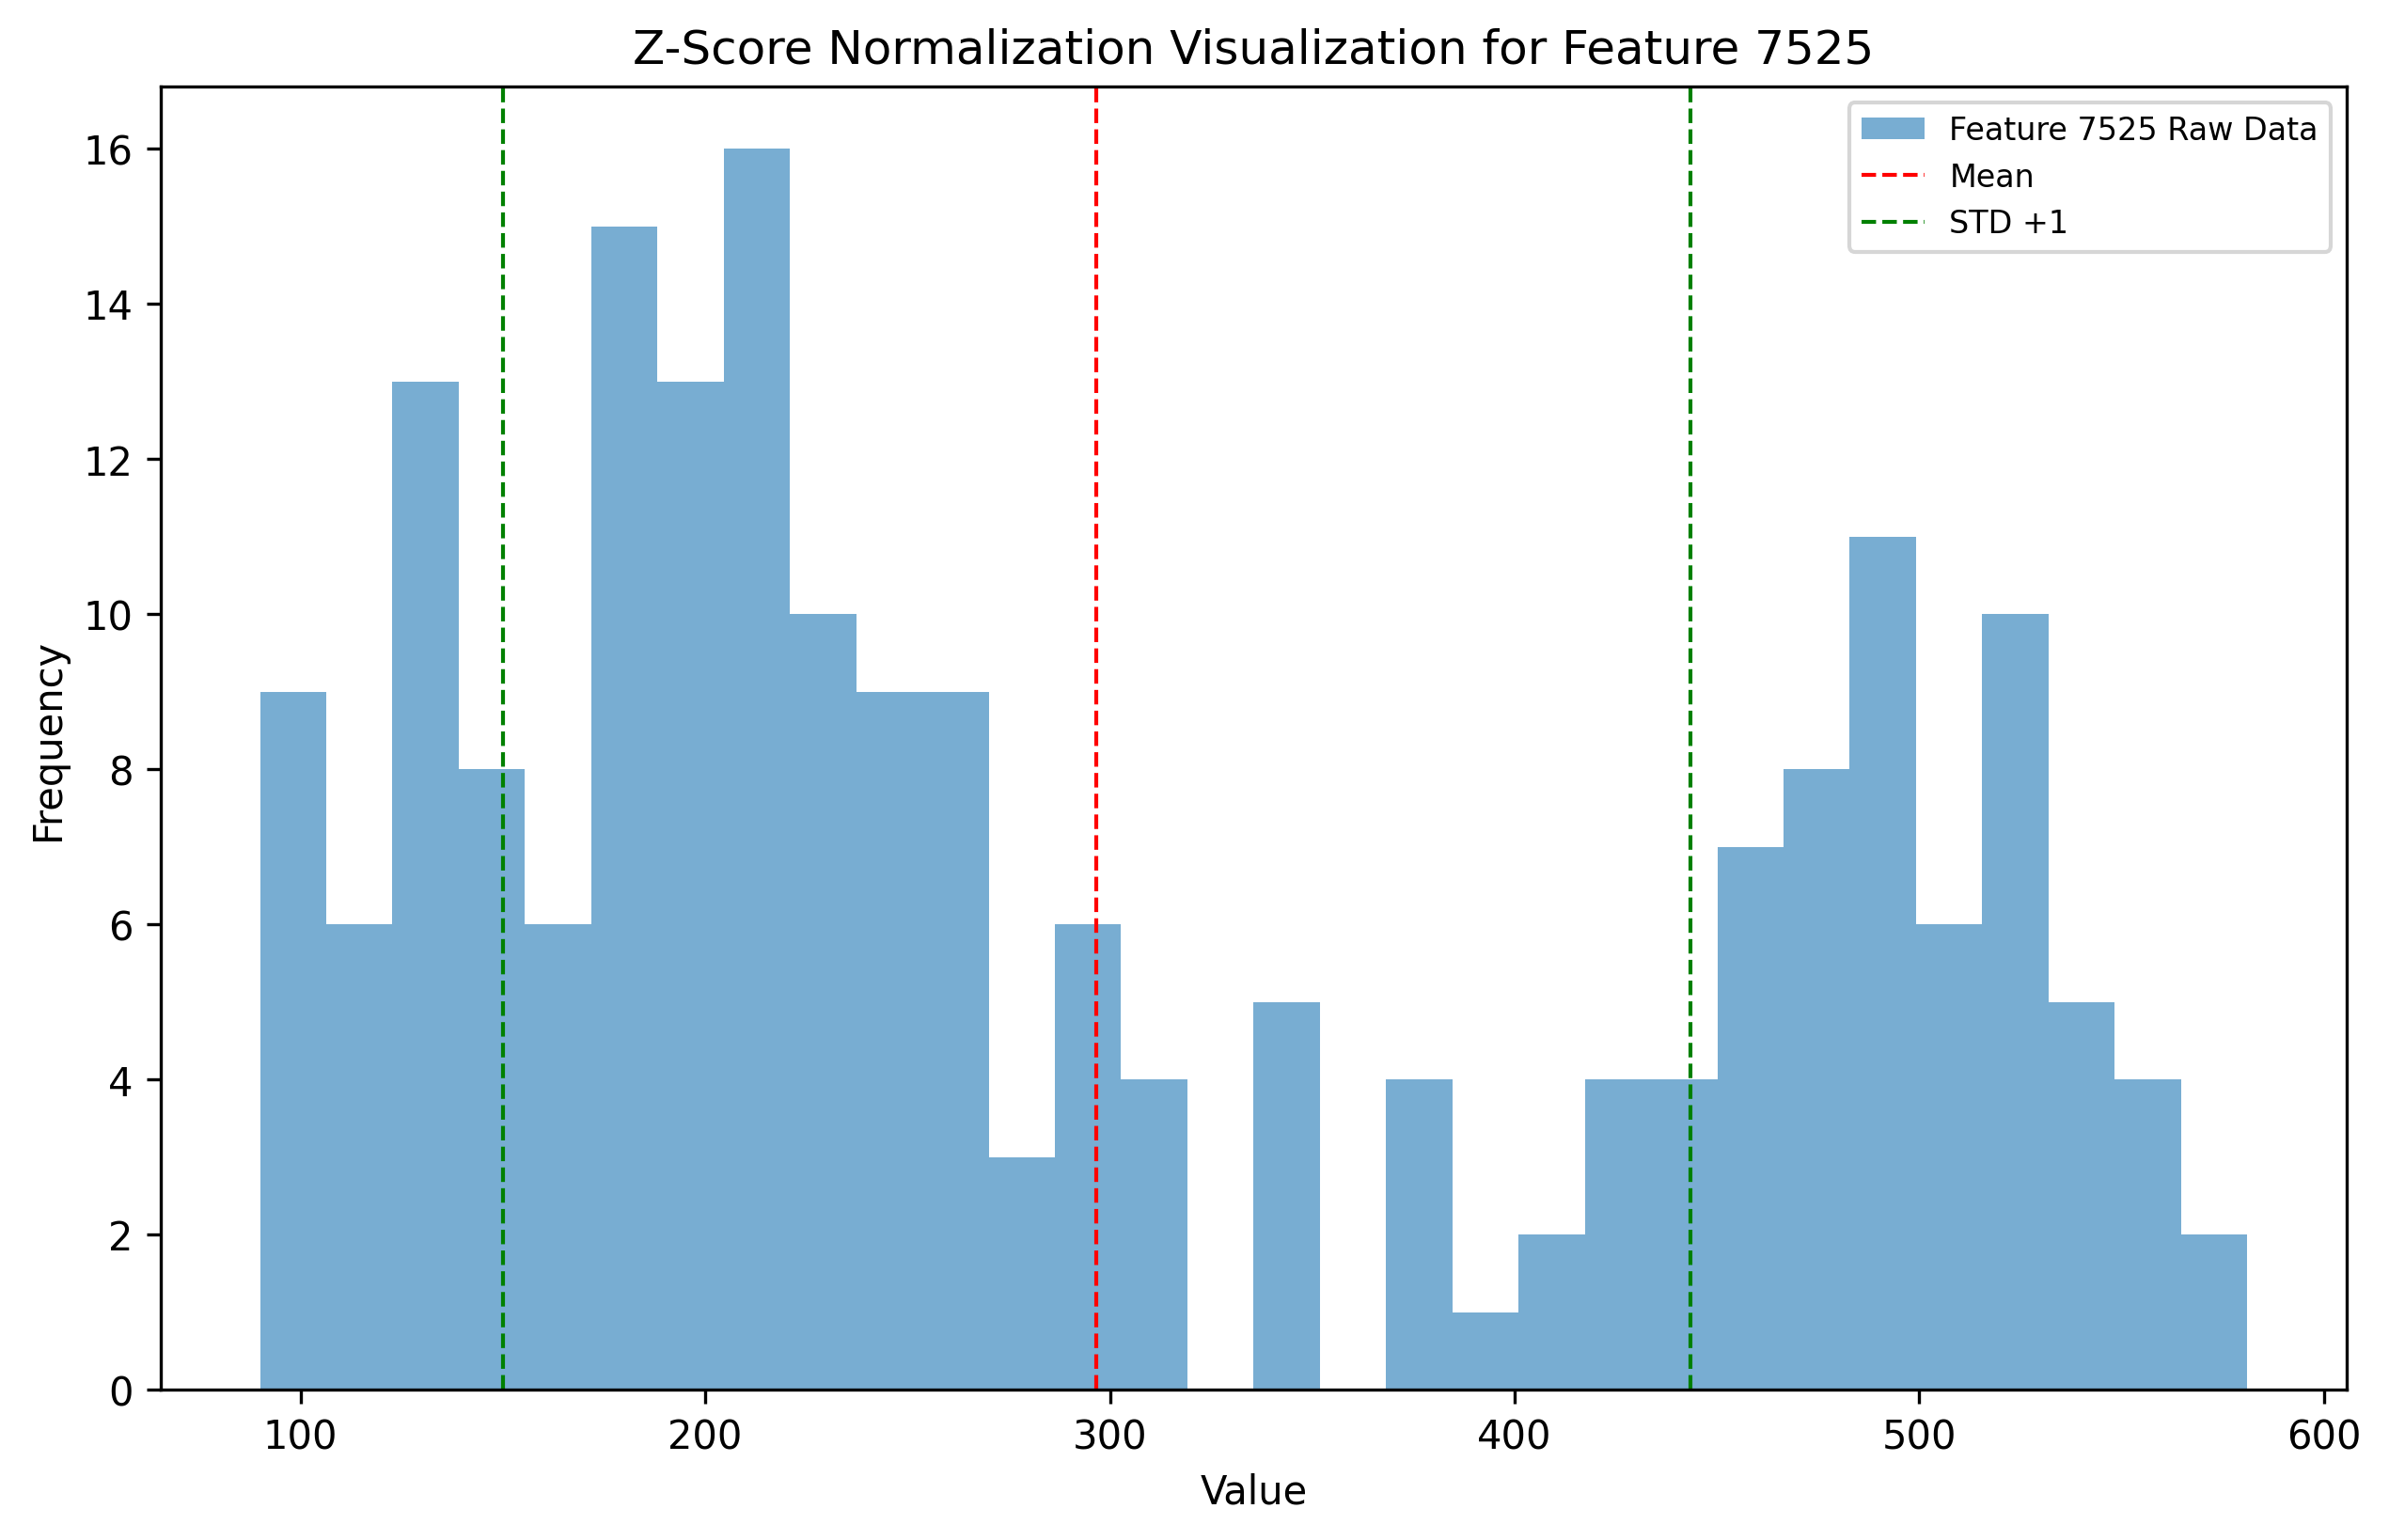 Z-Score Normalization Visualization for Feature 7525
Feature 7525 Raw Data
Mean
STD +1
16
14
12
10
8
6
4
2
0
Frequency
100 200 300 400 500 600
Value